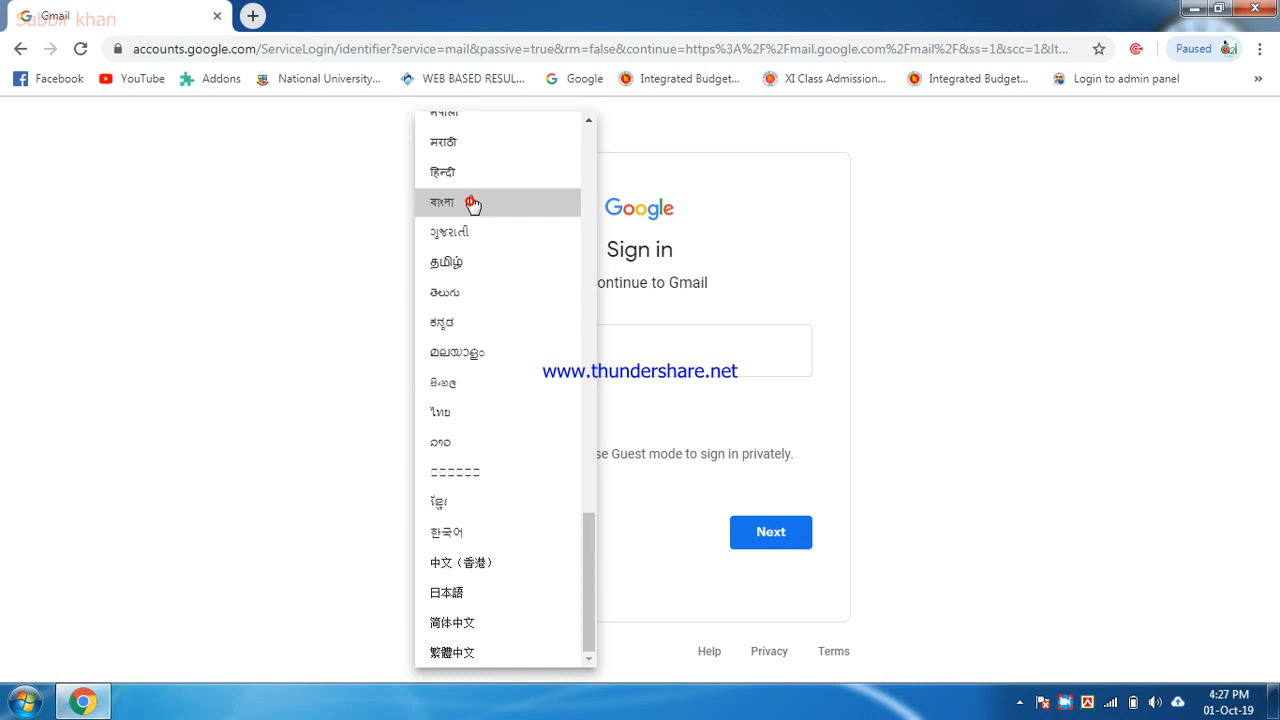 Subbir khan
Gmail
accounts.google.com/ServiceLogin/identifier?service=mail&passive=true&rm=false&continue=https%3A%2F%2Fmail.google.com%2Fmail%2F&ss=1&scc=1&lt...
Paused
Facebook
YouTube
Addons
National University...
WEB BASED RESUL...
Google
Integrated Budget...
XI Class Admission...
Integrated Budget...
Login to admin panel
»
नेपाली
मराठी
हिन्दी
বাংলা
ગુજરાતી
தமிழ்
తెలుగు
ಕನ್ನಡ
മലയാളം
සිංහල
ไทย
ລາວ
ខ្មែរ
한국어
中文（香港）
日本語
简体中文
繁體中文
Google
Sign in
ontinue to Gmail
www.thundershare.net
se Guest mode to sign in privately.
Next
Help
Privacy
Terms
4:27 PM
01-Oct-19